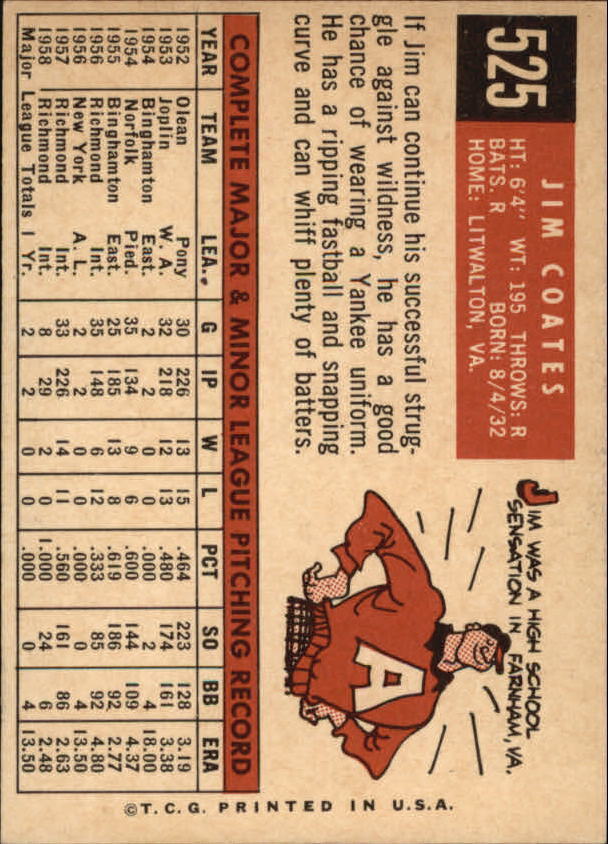 525
JIM COATES
HT: 6'4" WT: 195 THROWS: R
BATS. R BORN: 8/4/32
HOME: LITWALTON, VA.
If Jim can continue his successful strug-
gle against wildness, he has a good
chance of wearing a Yankee uniform.
He has a ripping fastball and snapping
curve and can whiff plenty of batters.
JIM WAS A HIGH SCHOOL
SENSATION IN FARNHAM, VA.
A
COMPLETE MAJOR & MINOR LEAGUE PITCHING RECORD
YEAR TEAM LEA. G IP W L PCT SO BB ERA
1952 Olean Pony 30 226 13 15 .464 223 128 3.19
1953 Joplin W. A. 32 218 12 13 .480 174 161 3.38
1954 Binghamton East. 2 2 0 0 .000 2 4 18.00
1954 Norfolk Pied. 35 134 9 6 .600 144 109 4.37
1955 Binghamton East. 25 185 13 8 .619 186 92 2.77
1956 Richmond Int. 35 148 6 12 .333 85 92 4.80
1956 New York A. L. 2 2 0 0 .000 0 4 13.50
1957 Richmond Int. 33 226 14 11 .560 161 86 2.63
1958 Richmond Int. 8 29 2 0 1.000 24 6 2.48
Major League Totals 1 Yr. 2 2 0 0 .000 0 4 13.50
©T.C.G. PRINTED IN U.S.A.